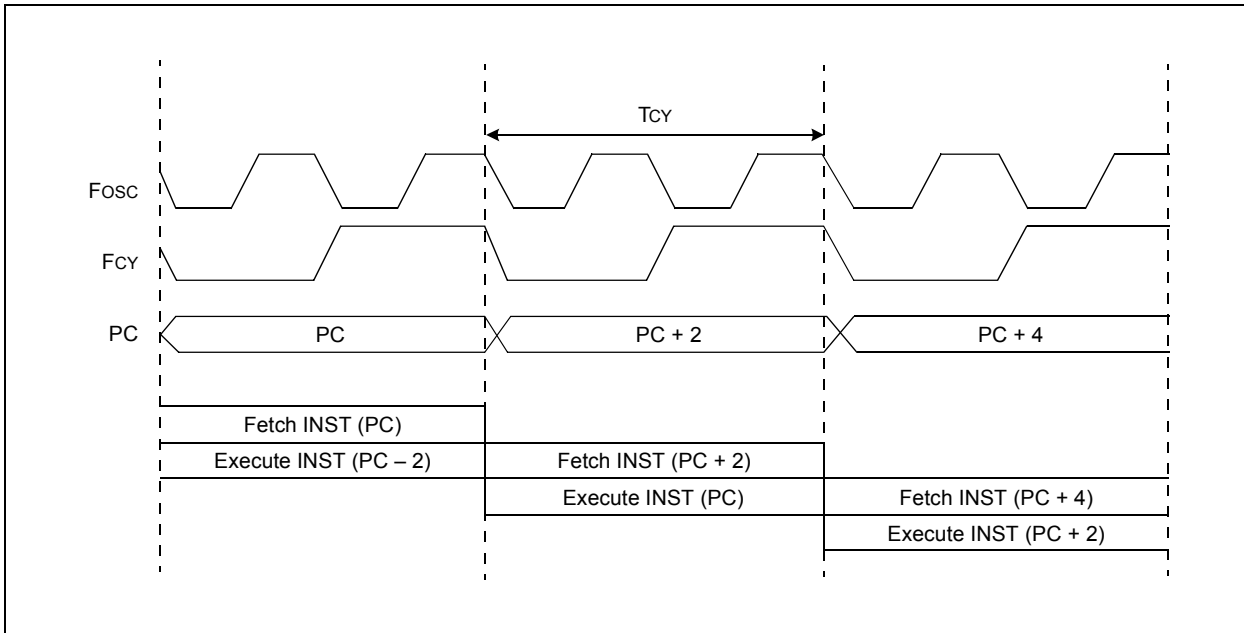 TCY
FOSC
FCY
PC
PC
PC + 2
PC + 4
Fetch INST (PC)
Execute INST (PC – 2)
Fetch INST (PC + 2)
Execute INST (PC)
Fetch INST (PC + 4)
Execute INST (PC + 2)